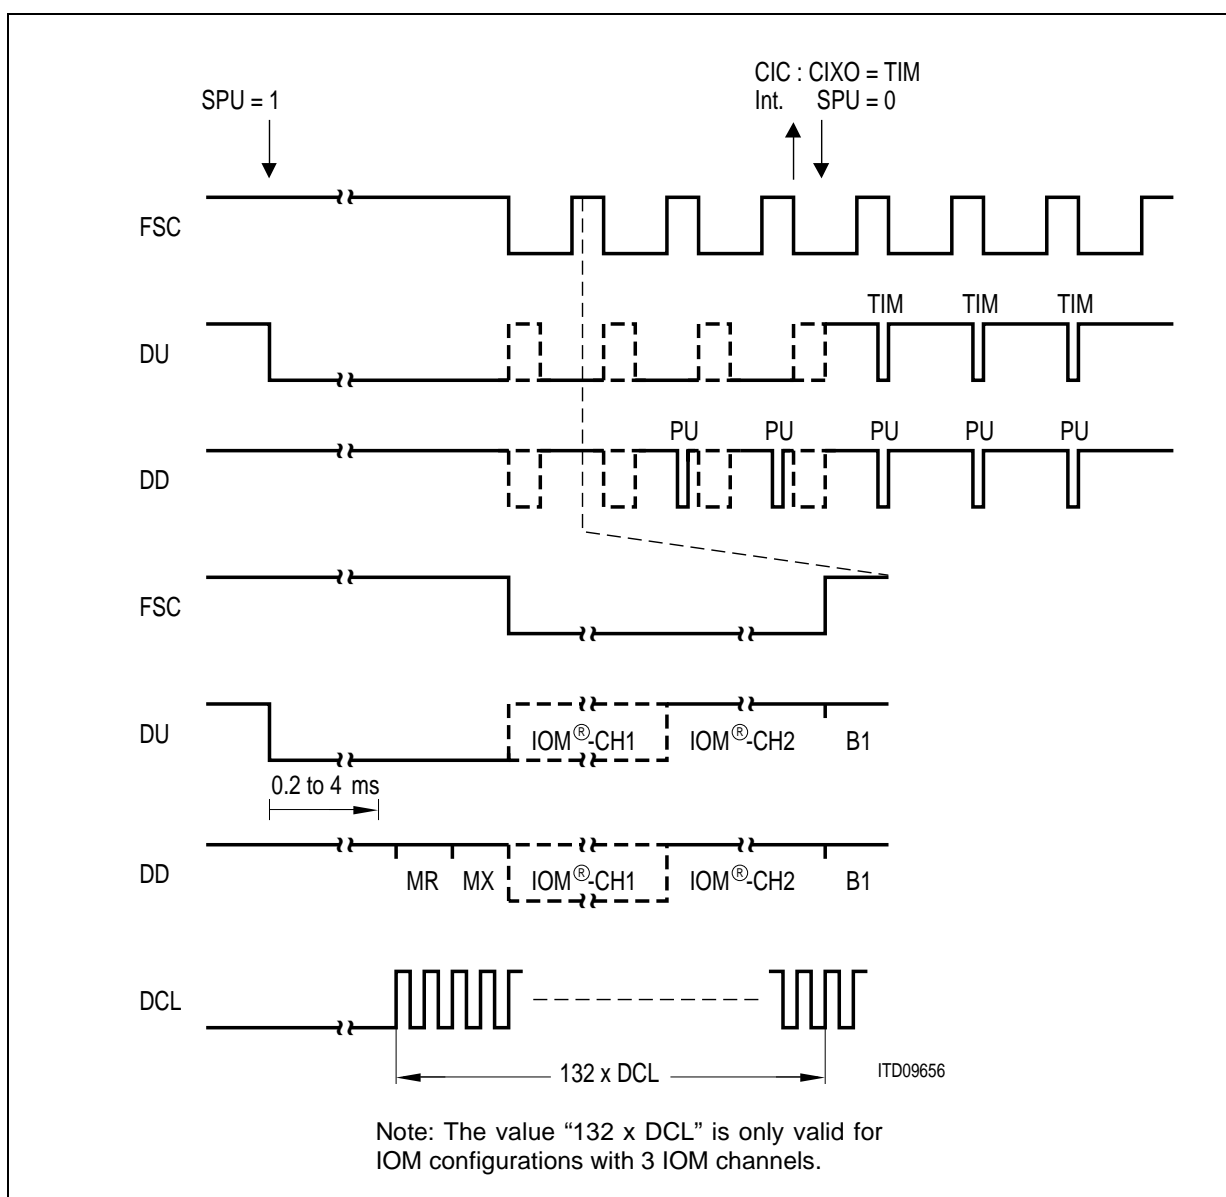 CIC : CIXO = TIM
SPU = 1
Int. SPU = 0
FSC
TIM TIM TIM
DU
PU PU PU PU PU
DD
FSC
DU
IOM®-CH1 IOM®-CH2 B1
0.2 to 4 ms
DD
MR MX IOM®-CH1 IOM®-CH2 B1
DCL
132 x DCL
ITD09656
Note: The value “132 x DCL” is only valid for
IOM configurations with 3 IOM channels.